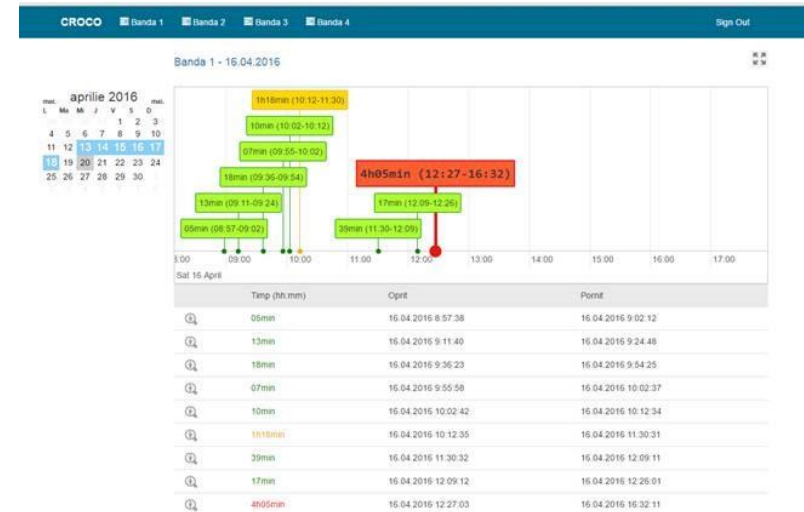 CROCO Banda 1 Banda 2 Banda 3 Banda 4 Sign Out
Banda 1 - 16.04.2016
aprilie 2016
L Ma Mi J V S D
1 2 3
4 5 6 7 8 9 10
11 12 13 14 15 16 17
18 19 20 21 22 23 24
25 26 27 28 29 30
1h18min (10:12-11:30)
10min (10:02-10:12)
07min (09:55-10:02)
18min (09:36-09:54)
4h05min (12:27-16:32)
13min (09:11-09:24)
17min (12:09-12:26)
05min (08:57-09:02)
39min (11:30-12:09)
09:00 10:00 11:00 12:00 13:00 14:00 15:00 16:00 17:00
Sat 16 April
Timp (hh:mm) Oprit Pornit
05min 16.04.2016 8:57:38 16.04.2016 9:02:12
13min 16.04.2016 9:11:40 16.04.2016 9:24:48
18min 16.04.2016 9:36:23 16.04.2016 9:54:25
07min 16.04.2016 9:55:58 16.04.2016 10:02:37
10min 16.04.2016 10:02:42 16.04.2016 10:12:34
1h18min 16.04.2016 10:12:35 16.04.2016 11:30:31
39min 16.04.2016 11:30:32 16.04.2016 12:09:11
17min 16.04.2016 12:09:12 16.04.2016 12:26:01
4h05min 16.04.2016 12:27:03 16.04.2016 16:32:11